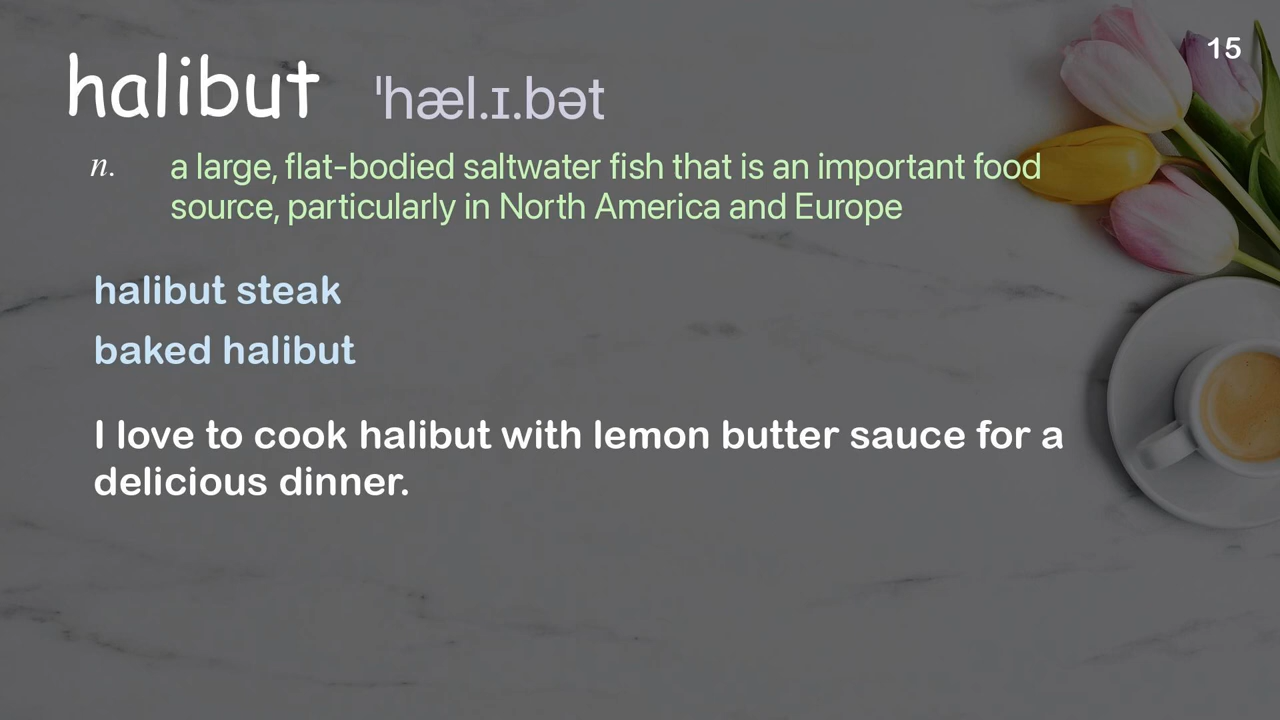 15
halibut ˈhæl.ɪ.bət
n. a large, flat-bodied saltwater fish that is an important food
source, particularly in North America and Europe
halibut steak
baked halibut
I love to cook halibut with lemon butter sauce for a
delicious dinner.